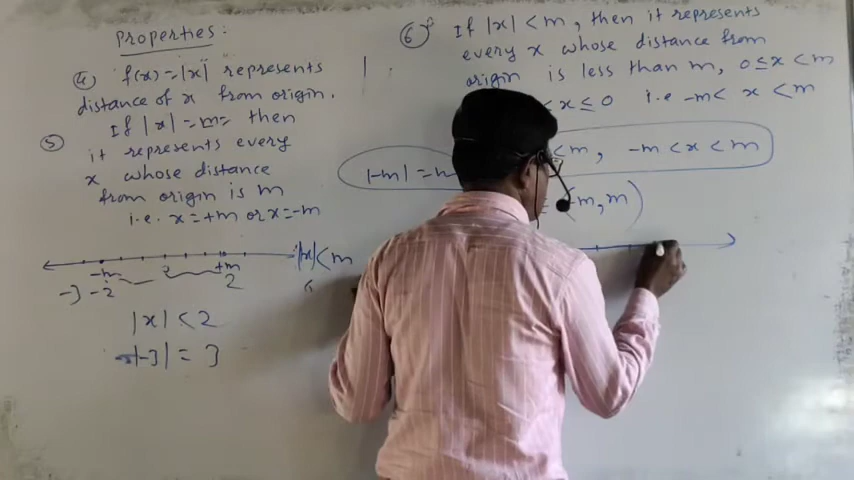 Properties:
④ f(x) = |x| represents
distance of x from origin.
⑤ If |x| = m then
it represents every
x whose distance
from origin is m
i.e. x = +m or x = -m
-m +m
-3 -2 2
|x| < 2
|-3| = 3
⑥ If |x| < m, then it represents
every x whose distance from
origin is less than m, 0 ≤ x < m
< x ≤ 0 i.e -m < x < m
|-m| = m
< m, -m < x < m
= (-m, m)
|x| < m